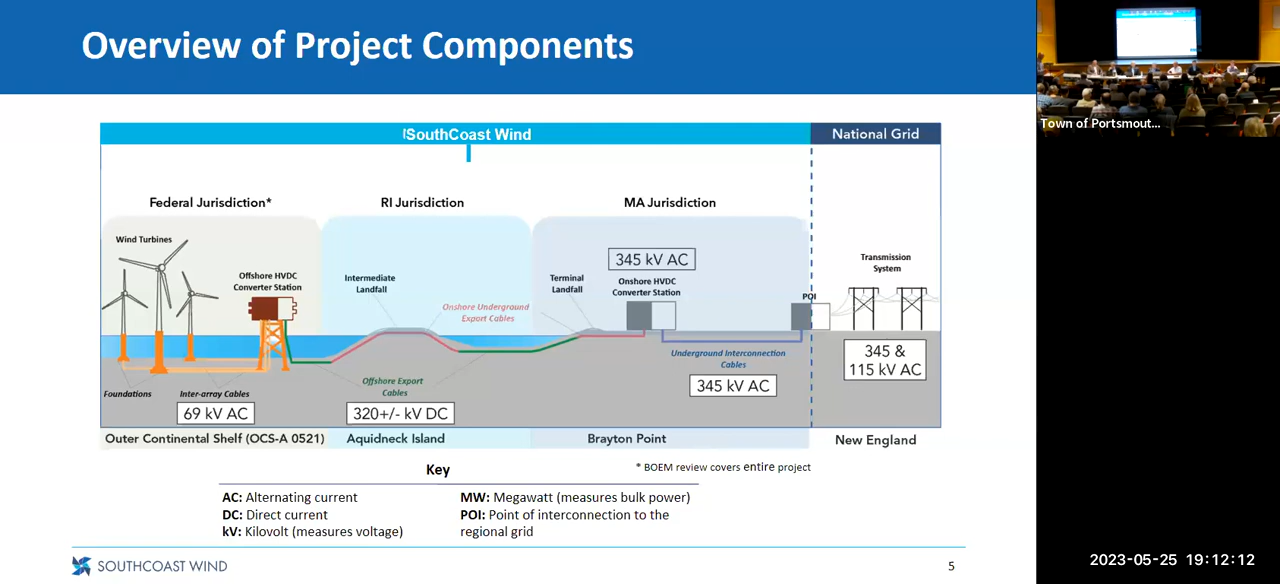 Overview of Project Components
SouthCoast Wind
National Grid
Federal Jurisdiction*
RI Jurisdiction
MA Jurisdiction
Wind Turbines
Offshore HVDC
Converter Station
Intermediate
Landfall
Onshore Underground
Export Cables
Terminal
Landfall
345 kV AC
Onshore HVDC
Converter Station
POI
Transmission
System
Foundations
Inter-array Cables
69 kV AC
Offshore Export
Cables
320+/- kV DC
Underground Interconnection
Cables
345 kV AC
345 &
115 kV AC
Outer Continental Shelf (OCS-A 0521)
Aquidneck Island
Brayton Point
New England
* BOEM review covers entire project
Key
AC: Alternating current
DC: Direct current
kV: Kilovolt (measures voltage)
MW: Megawatt (measures bulk power)
POI: Point of interconnection to the
regional grid
SOUTHCOAST WIND
5
Town of Portsmout...
2023-05-25 19:12:12